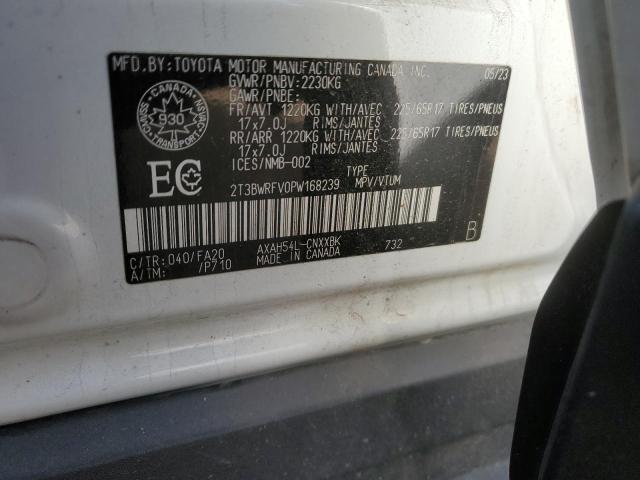 MFD.BY:TOYOTA MOTOR MANUFACTURING CANADA INC. 05/23
GVWR/PNBV:2230KG
GAWR/PNBE:
FR/AVT 1220KG WITH/AVEC 225/65R17 TIRES/PNEUS
17x7.0J RIMS/JANTES
RR/ARR 1220KG WITH/AVEC 225/65R17 TIRES/PNEUS
17x7.0J RIMS/JANTES
ICES/NMB-002
CANADA
930
TRANSPORT
EC
TYPE
2T3BWRFV0PW168239 MPV/VTUM
C/TR:040/FA20 AXAH54L-CNXXBK 732 B
A/TM: /P710 MADE IN CANADA